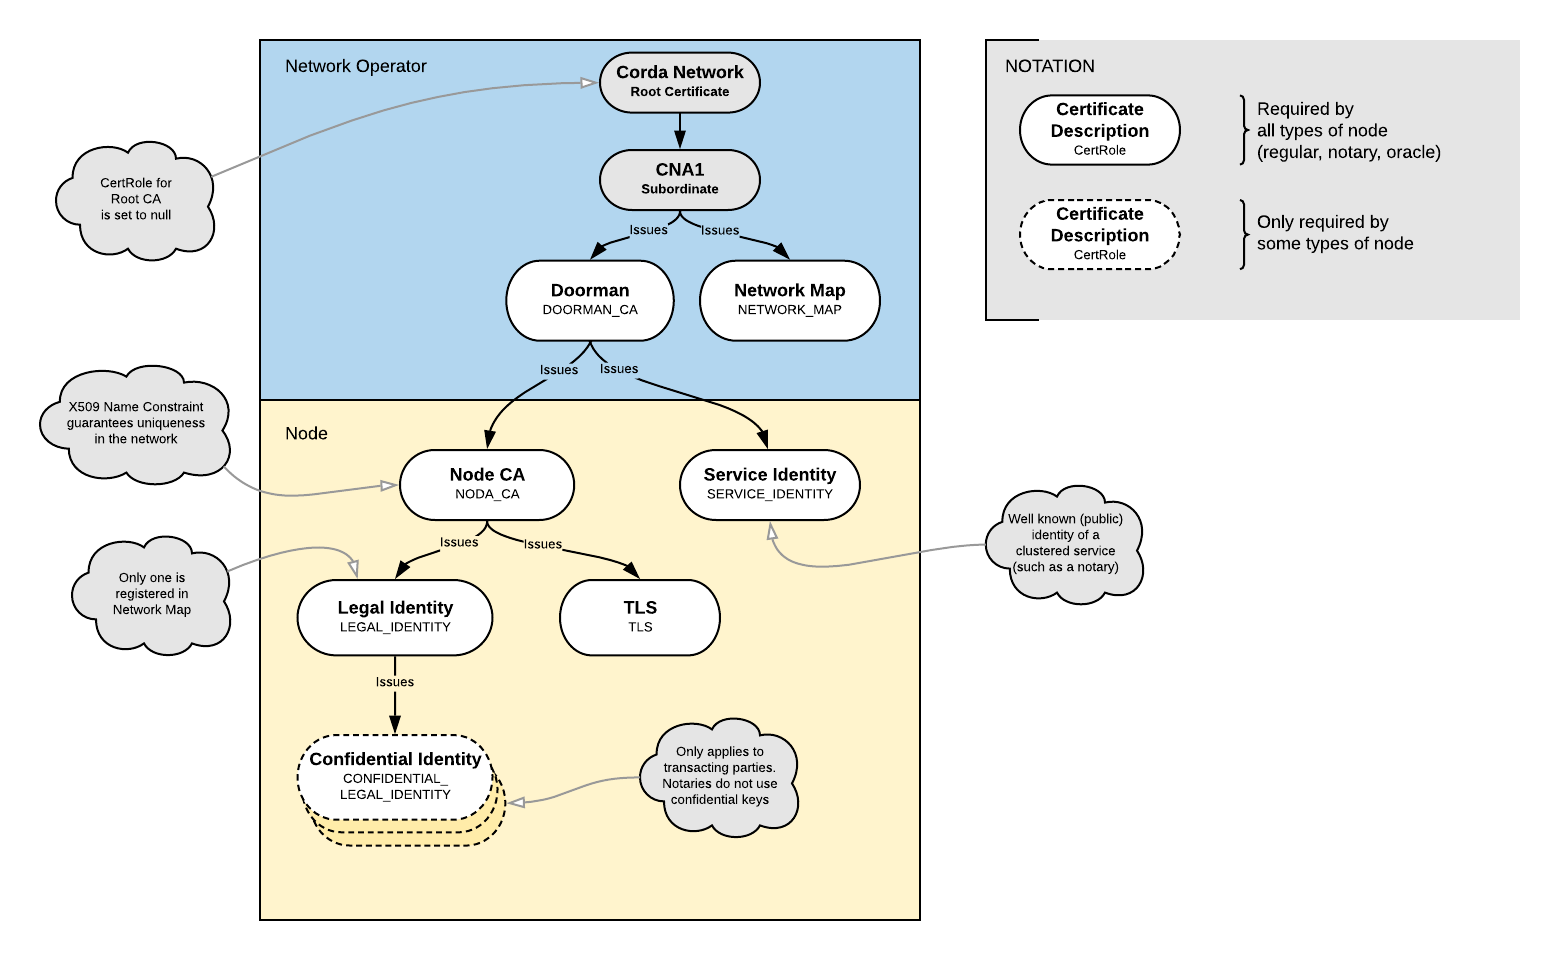 Network Operator
Corda Network
Root Certificate
CNA1
Subordinate
Issues
Issues
Doorman
DOORMAN_CA
Network Map
NETWORK_MAP
Issues
Issues
Node
Node CA
NODA_CA
Service Identity
SERVICE_IDENTITY
Issues
Issues
Legal Identity
LEGAL_IDENTITY
TLS
TLS
Issues
Confidential Identity
CONFIDENTIAL_
LEGAL_IDENTITY
CertRole for
Root CA
is set to null
X509 Name Constraint
guarantees uniqueness
in the network
Only one is
registered in
Network Map
Only applies to
transacting parties.
Notaries do not use
confidential keys
Well known (public)
identity of a
clustered service
(such as a notary)
NOTATION
Certificate
Description
CertRole
Required by
all types of node
(regular, notary, oracle)
Certificate
Description
CertRole
Only required by
some types of node